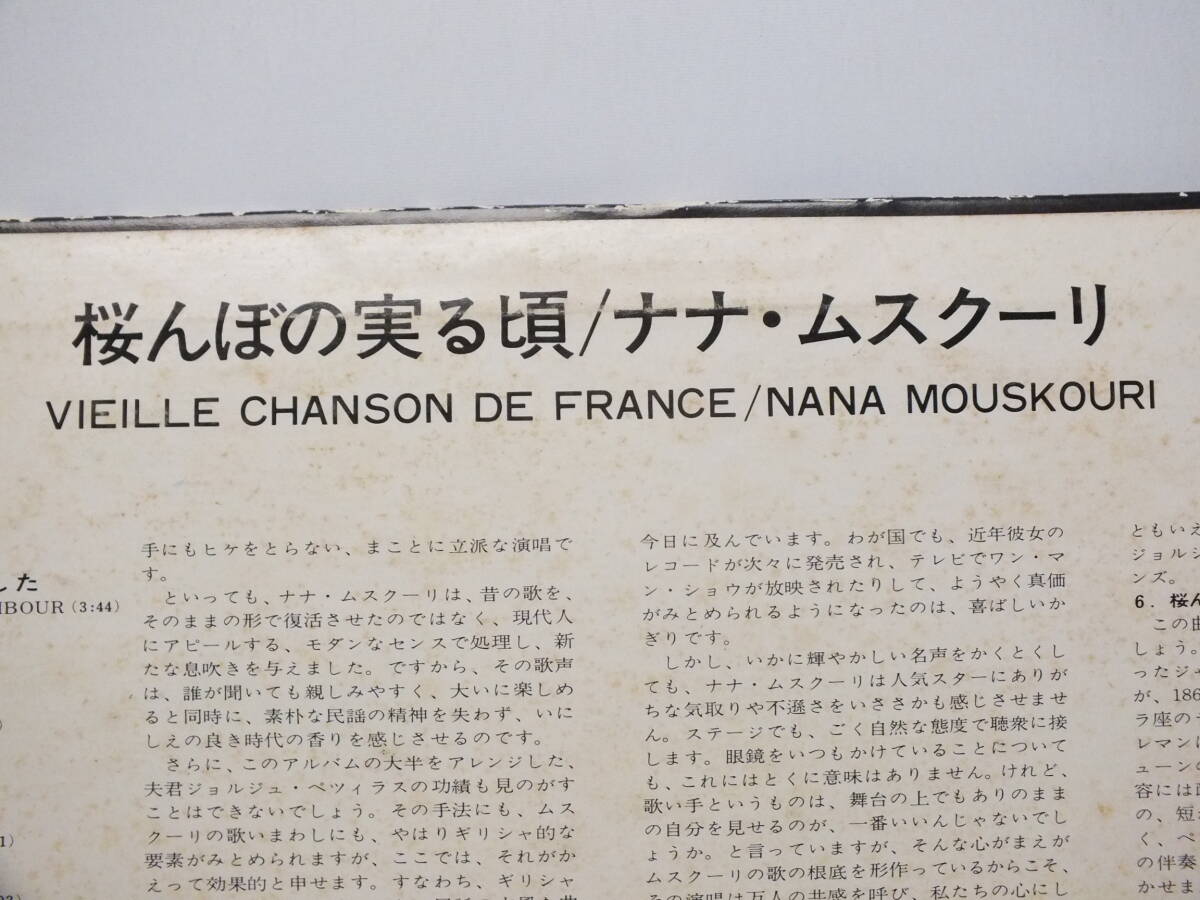 桜んぼの実る頃/ナナ・ムスクーリ
VIEILLE CHANSON DE FRANCE/NANA MOUSKOURI
した
(3:44)
手にもヒケをとらない、まことに立派な演唱で
す。
といっても、ナナ・ムスクーリは、昔の歌を、
そのままの形で復活させたのではなく、現代人
にアピールする、モダンなセンスで処理し、新
たな息吹きを与えました。ですから、その歌声
は、誰が聞いても親しみやすく、大いに楽しめ
ると同時に、素朴な民謡の精神を失わず、いに
しえの良き時代の香りを感じさせるのです。
さらに、このアルバムの大半をアレンジした、
夫君ジョルジュ・ペツィラスの功績も見のがす
ことはできないでしょう。その手法にも、ムス
クーリの歌いまわしにも、やはりギリシャ的な
要素がみとめられますが、ここでは、それがか
えって効果的と申せます。すなわち、ギリシャ
今日に及んでいます。わが国でも、近年彼女の
レコードが次々に発売され、テレビでワン・マ
ン・ショウが放映されたりして、ようやく真価
がみとめられるようになったのは、喜ばしいか
ぎりです。
しかし、いかに輝やかしい名声をかくとくし
ても、ナナ・ムスクーリは人気スターにありが
ちな気取りや不遜さをいささかも感じさせませ
ん。ステージでも、ごく自然な態度で聴衆に接
します。眼鏡をいつもかけていることについて
も、これにはとくに意味はありません。けれど、
歌い手というものは、舞台の上でもありのまま
の自分を見せるのが、一番いいんじゃないでし
ょうか。と言っていますが、そんな心がまえが
ムスクーリの歌の根底を形作っているからこそ、
その演唱は万人の共感を呼び、私たちの心にし
ともいえ
ジョルシ
ンズ。
6. 桜ん
この曲
しょう。
ったジャ
が、186
ラ座の
レマンに
ューンの
容には
の、短
く、ペ
の伴奏
かせま